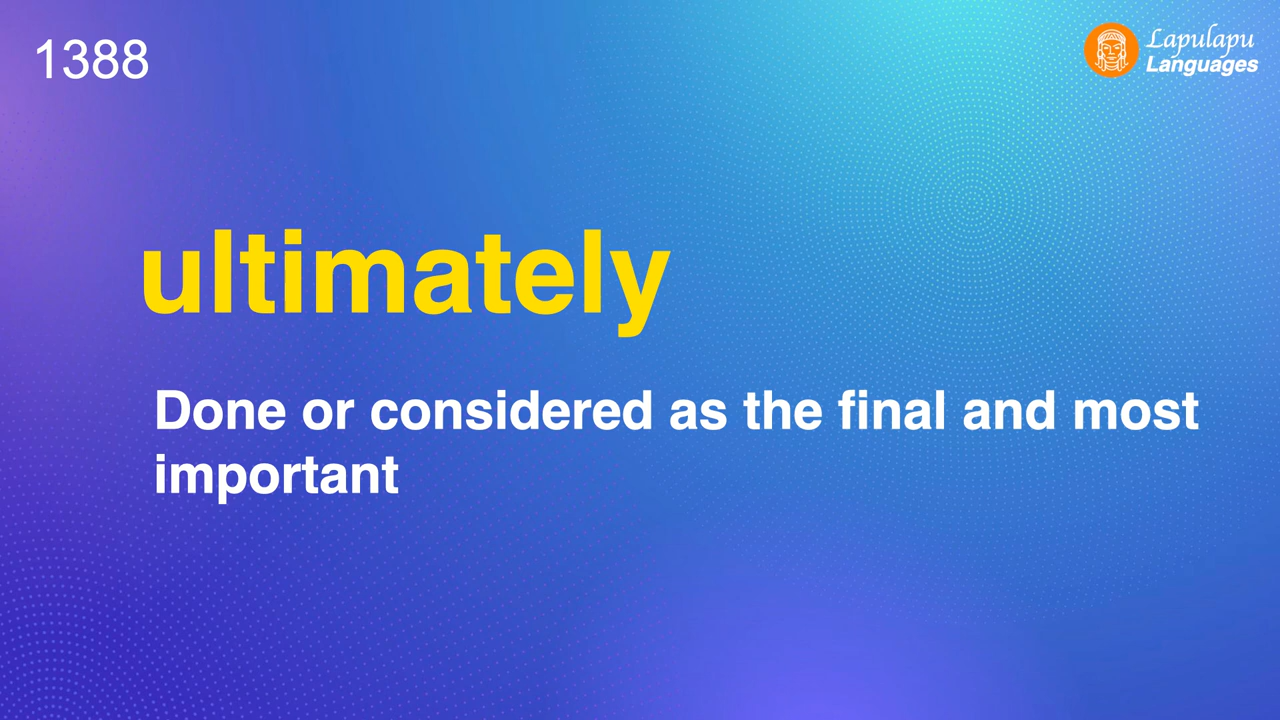 1388
Lapulapu
Languages
ultimately
Done or considered as the final and most
important